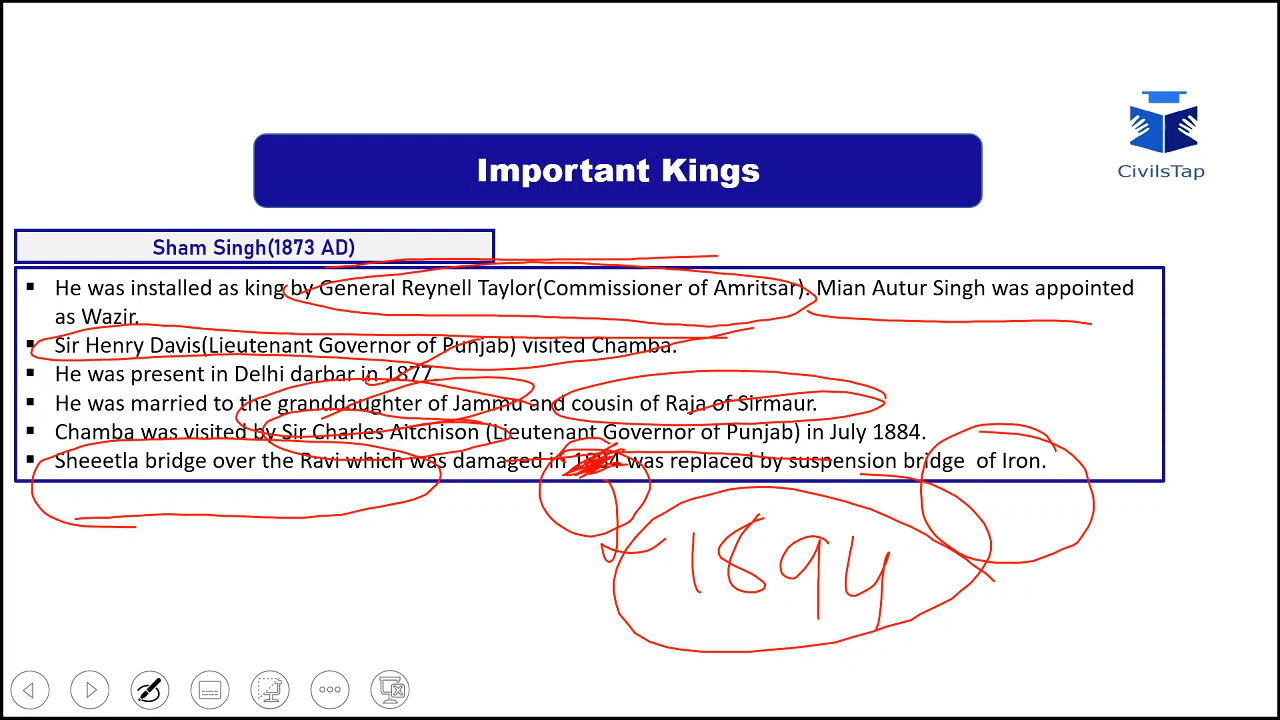 CivilsTap
Important Kings
Sham Singh(1873 AD)
▪ He was installed as king by General Reynell Taylor(Commissioner of Amritsar). Mian Autur Singh was appointed
as Wazir.
▪ Sir Henry Davis(Lieutenant Governor of Punjab) visited Chamba.
▪ He was present in Delhi darbar in 1877.
▪ He was married to the granddaughter of Jammu and cousin of Raja of Sirmaur.
▪ Chamba was visited by Sir Charles Aitchison (Lieutenant Governor of Punjab) in July 1884.
▪ Sheeetla bridge over the Ravi which was damaged in 1884 was replaced by suspension bridge of Iron.
1894